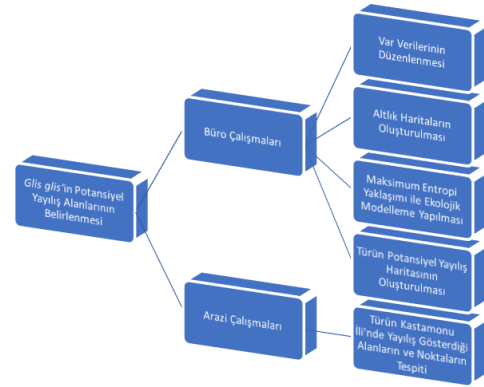 Glis glis'in Potansiyel
Yayılış Alanlarının
Belirlenmesi
Büro Çalışmaları
Var Verilerinin
Düzenlenmesi
Altlık Haritaların
Oluşturulması
Maksimum Entropi
Yaklaşımı ile Ekolojik
Modelleme Yapılması
Türün Potansiyel Yayılış
Haritasının
Oluşturulması
Arazi Çalışmaları
Türün Kastamonu
İli'nde Yayılış Gösterdiği
Alanların ve Noktaların
Tespiti